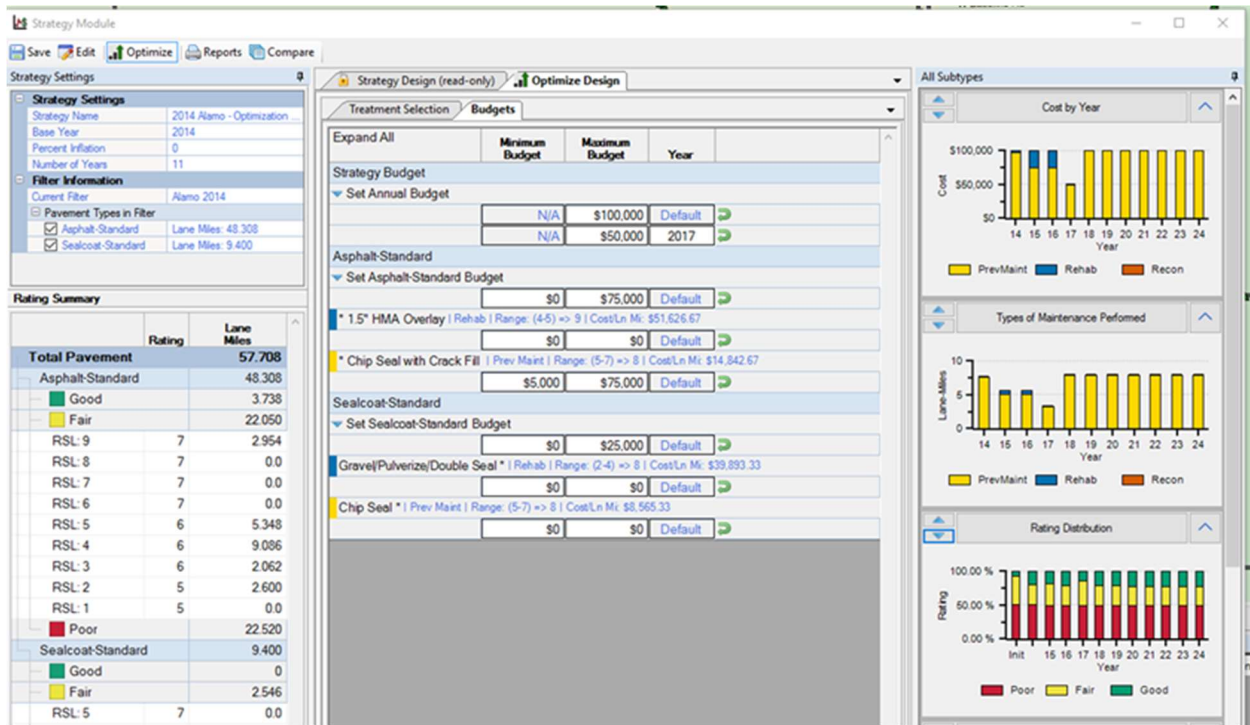 Strategy Module
Save Edit Optimize Reports Compare
Strategy Settings
Strategy Settings
Strategy Name 2014 Alamo - Optimization ...
Base Year 2014
Percent Inflation 0
Number of Years 11
Filter Information
Current Filter Alamo 2014
Pavement Types in Filter
Asphalt-Standard Lane Miles: 48.308
Sealcoat-Standard Lane Miles: 9.400
Rating Summary
Rating Lane Miles
Total Pavement 57.708
Asphalt-Standard 48.308
Good 3.738
Fair 22.050
RSL: 9 7 2.954
RSL: 8 7 0.0
RSL: 7 7 0.0
RSL: 6 7 0.0
RSL: 5 6 5.348
RSL: 4 6 9.086
RSL: 3 6 2.062
RSL: 2 5 2.600
RSL: 1 5 0.0
Poor 22.520
Sealcoat-Standard 9.400
Good 0
Fair 2.546
RSL: 5 7 0.0
Strategy Design (read-only) Optimize Design
Treatment Selection Budgets
Expand All Minimum Budget Maximum Budget Year
Strategy Budget
Set Annual Budget
N/A $100,000 Default
N/A $50,000 2017
Asphalt-Standard
Set Asphalt-Standard Budget
$0 $75,000 Default
* 1.5" HMA Overlay | Rehab | Range: (4-5) => 9 | Cost/Ln Mi: $51,626.67
$0 $0 Default
* Chip Seal with Crack Fill | Prev Maint | Range: (5-7) => 8 | Cost/Ln Mi: $14,842.67
$5,000 $75,000 Default
Sealcoat-Standard
Set Sealcoat-Standard Budget
$0 $25,000 Default
Gravel/Pulverize/Double Seal * | Rehab | Range: (2-4) => 8 | Cost/Ln Mi: $39,893.33
$0 $0 Default
Chip Seal * | Prev Maint | Range: (5-7) => 8 | Cost/Ln Mi: $8,565.33
$0 $0 Default
All Subtypes
Cost by Year
Cost
$100,000
$50,000
$0
14 15 16 17 18 19 20 21 22 23 24
Year
PrevMaint Rehab Recon
Types of Maintenance Performed
Lane-Miles
10
5
0
14 15 16 17 18 19 20 21 22 23 24
Year
PrevMaint Rehab Recon
Rating Distribution
Rating
100.00 %
50.00 %
0.00 %
Init 15 16 17 18 19 20 21 22 23 24
Year
Poor Fair Good